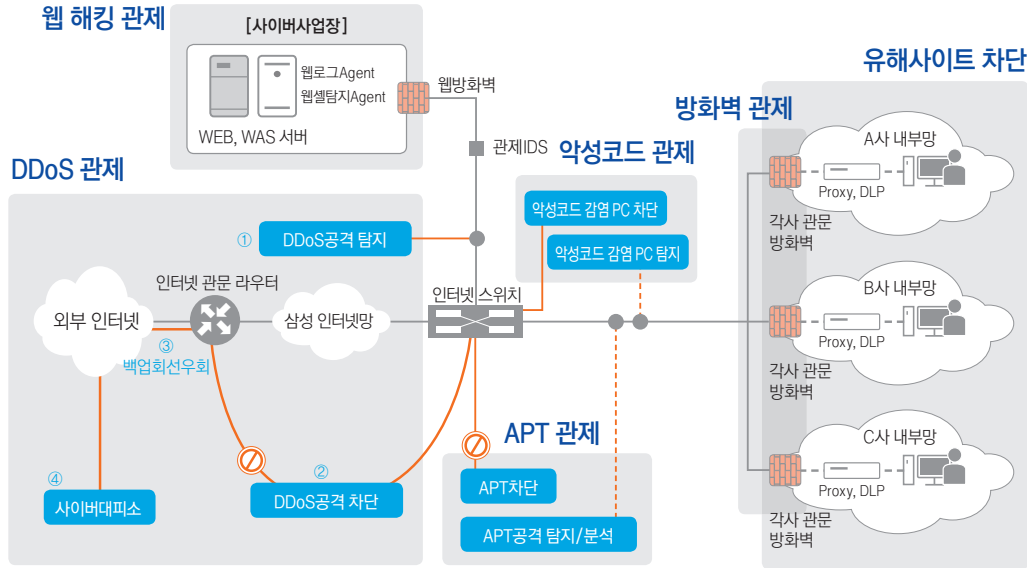 웹 해킹 관제
[사이버사업장]
웹로그Agent
웹셸탐지Agent
WEB, WAS 서버
웹방화벽
관제IDS
유해사이트 차단
방화벽 관제
A사 내부망
Proxy, DLP
각사 관문
방화벽
B사 내부망
Proxy, DLP
각사 관문
방화벽
C사 내부망
Proxy, DLP
각사 관문
방화벽
악성코드 관제
악성코드 감염 PC 차단
악성코드 감염 PC 탐지
DDoS 관제
① DDoS공격 탐지
인터넷 관문 라우터
인터넷 스위치
외부 인터넷
삼성 인터넷망
③
백업회선우회
④
사이버대피소
②
DDoS공격 차단
APT 관제
APT차단
APT공격 탐지/분석